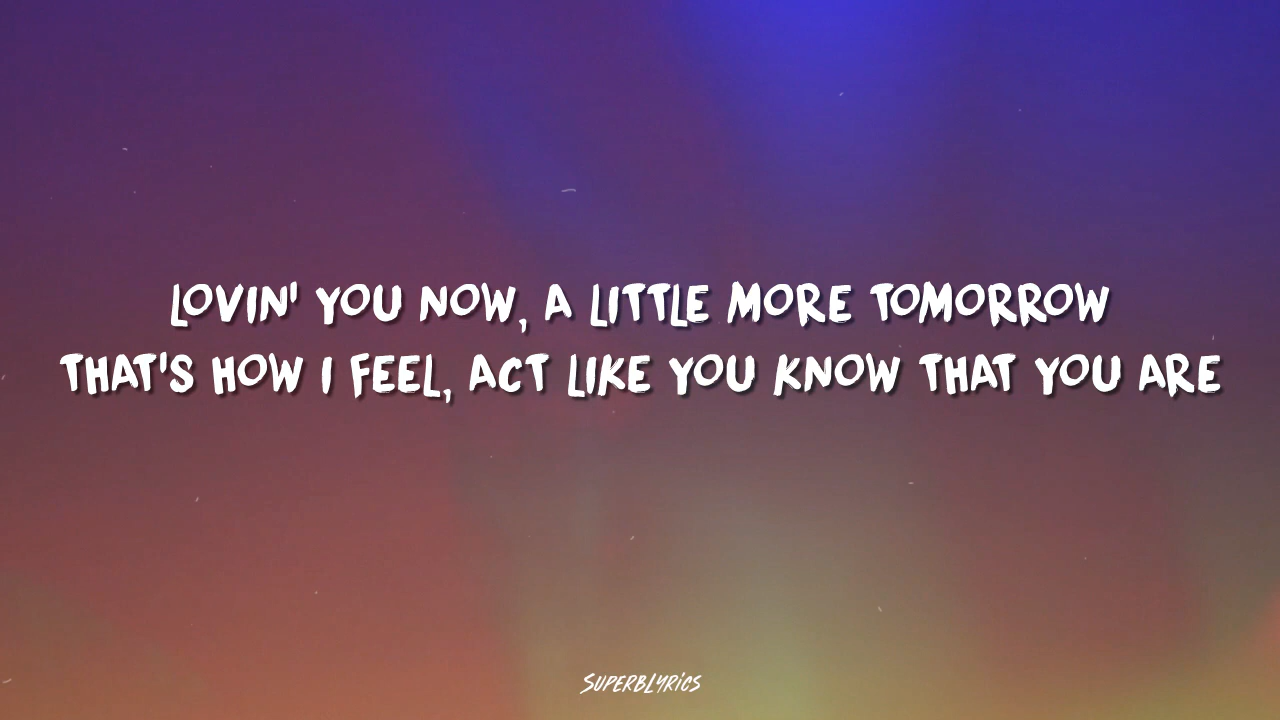 LOVIN' YOU NOW, A LITTLE MORE TOMORROW
THAT'S HOW I FEEL, ACT LIKE YOU KNOW THAT YOU ARE
SUPERBLYRICS